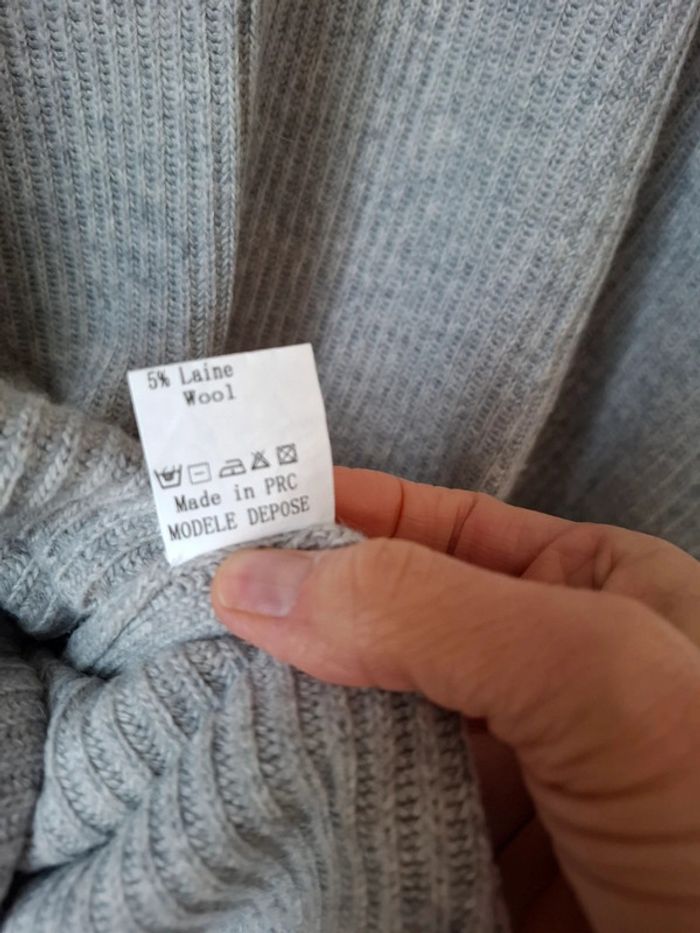 5% Laine
Wool
Made in PRC
MODELE DEPOSE